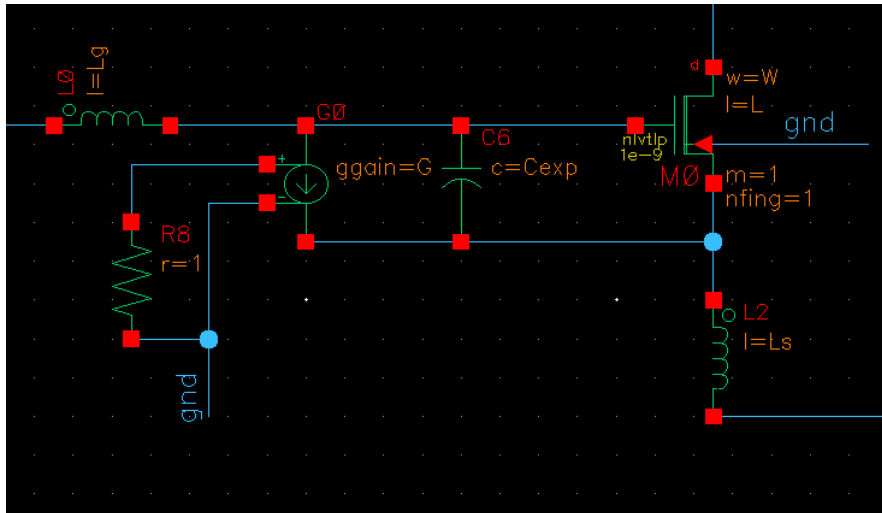 L0
l=Lg
G0
ggain=G
C6
c=Cexp
d
w=W
l=L
gnd
nlvtlp
1e-9
M0
m=1
nfing=1
R8
r=1
+
-
L2
l=Ls
gnd